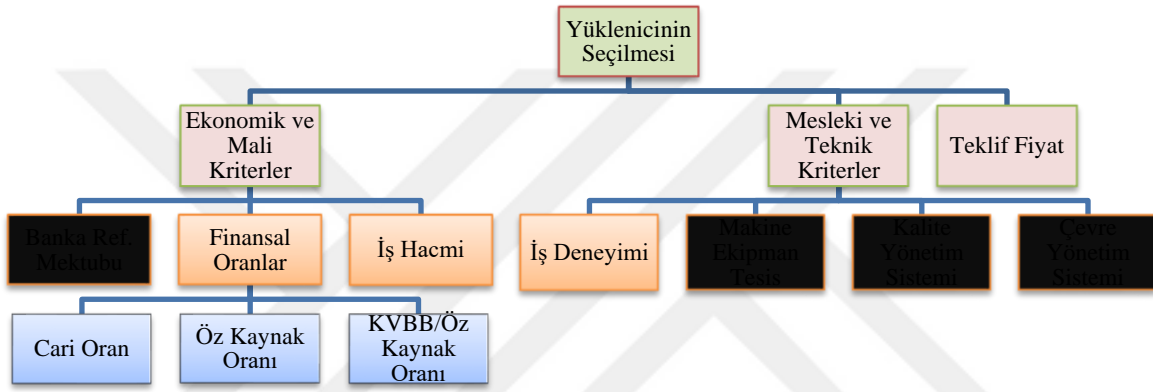 Yüklenicinin
Seçilmesi
Ekonomik ve
Mali
Kriterler
Mesleki ve
Teknik
Kriterler
Teklif Fiyat
Banka Ref.
Mektubu
Finansal
Oranlar
İş Hacmi
İş Deneyimi
Makine
Ekipman
Tesis
Kalite
Yönetim
Sistemi
Çevre
Yönetim
Sistemi
Cari Oran
Öz Kaynak
Oranı
KVBB/Öz
Kaynak
Oranı